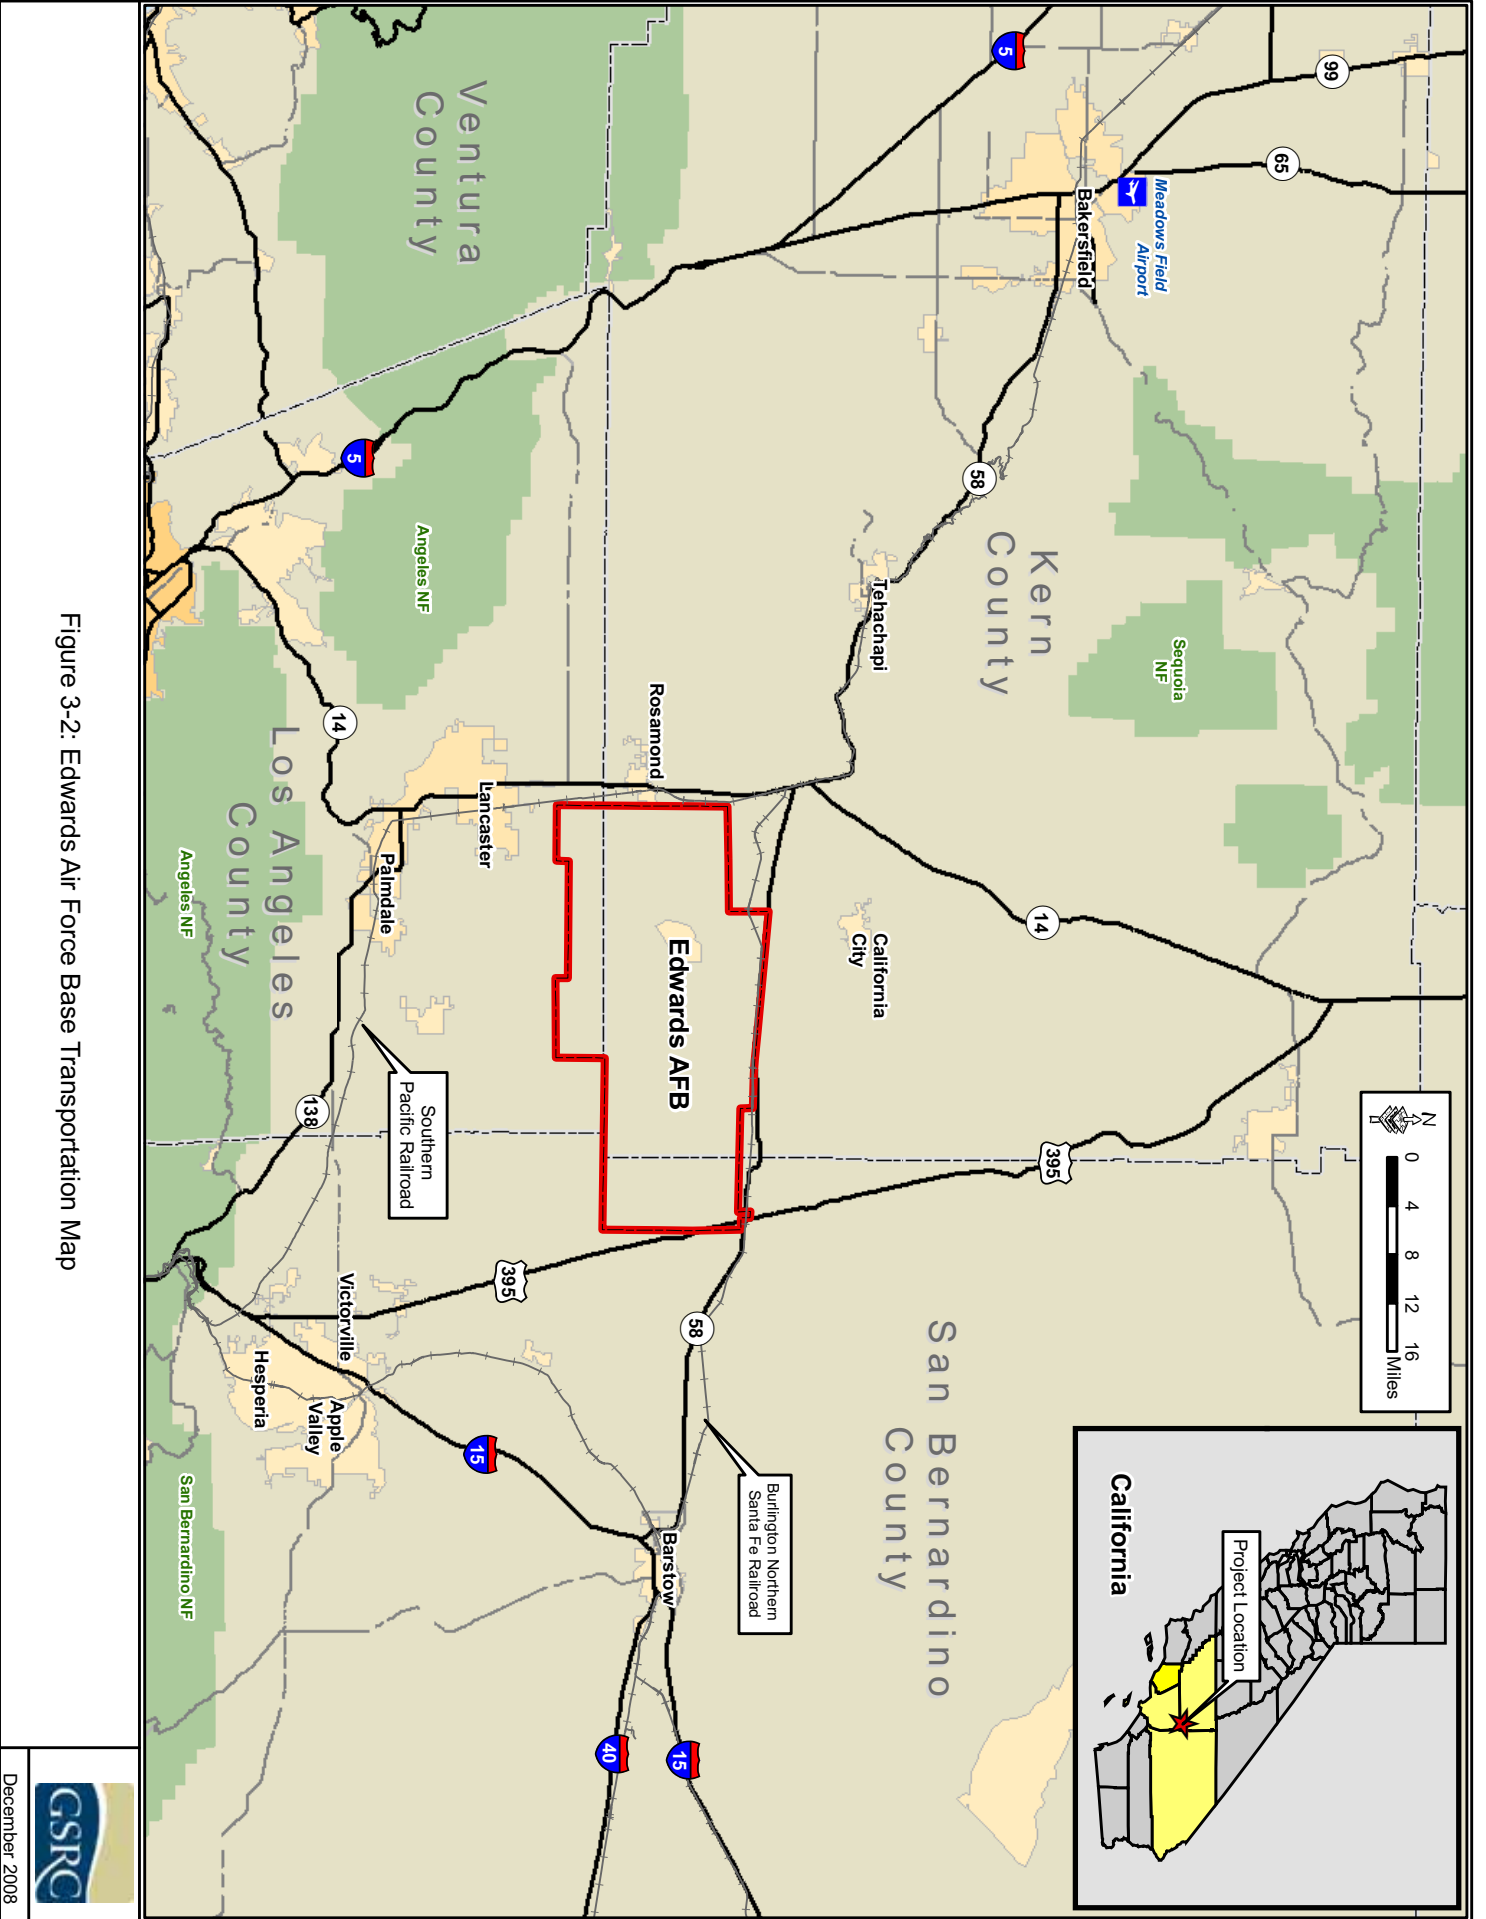 99
65
5
Meadows Field
Airport
Bakersfield
Ventura
County
58
Kern
County
Sequoia
NF
Tehachapi
5
Angeles NF
14
Rosamond
Lancaster
Palmdale
Los Angeles
County
Angeles NF
Edwards AFB
California
City
14
Southern
Pacific Railroad
138
395
395
58
Victorville
Hesperia
Apple
Valley
15
San Bernardino
County
Burlington Northern
Santa Fe Railroad
Barstow
San Bernardino NF
40
15
N
0 4 8 12 16
Miles
California
Project Location
Figure 3-2: Edwards Air Force Base Transportation Map
GSRC
December 2008